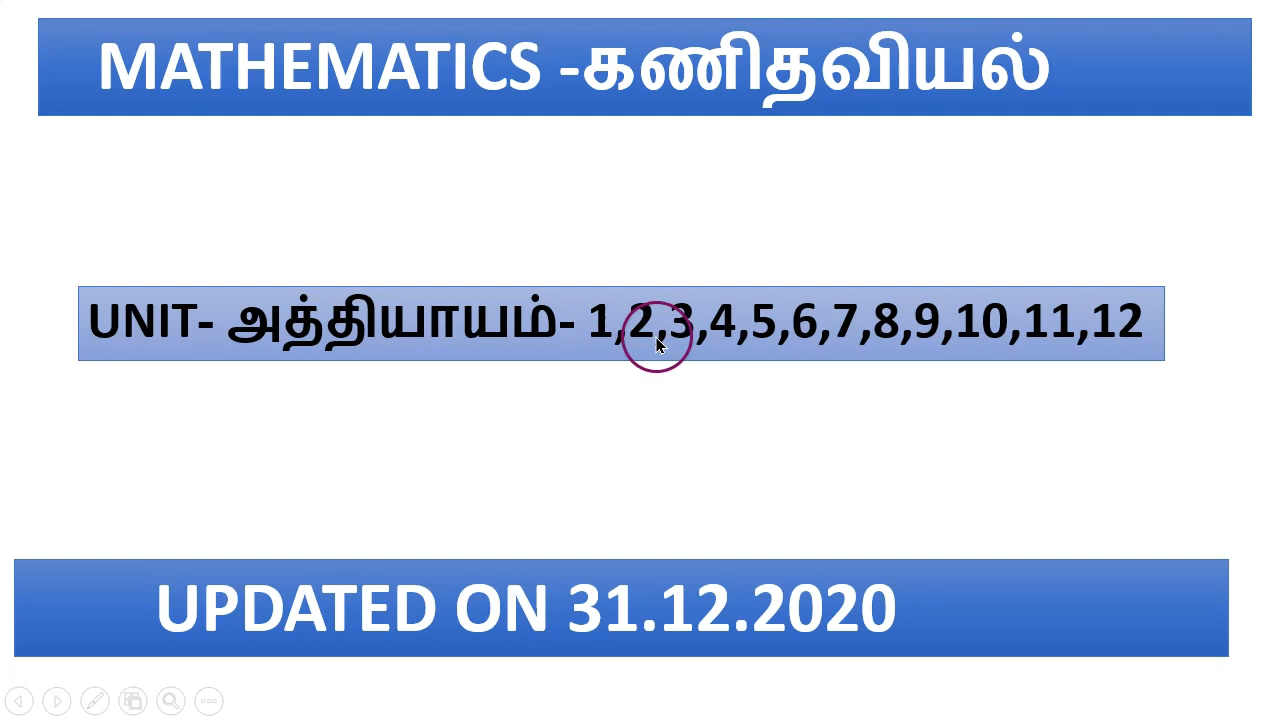 MATHEMATICS -கணிதவியல்
UNIT- அத்தியாயம்- 1,2,3,4,5,6,7,8,9,10,11,12
UPDATED ON 31.12.2020